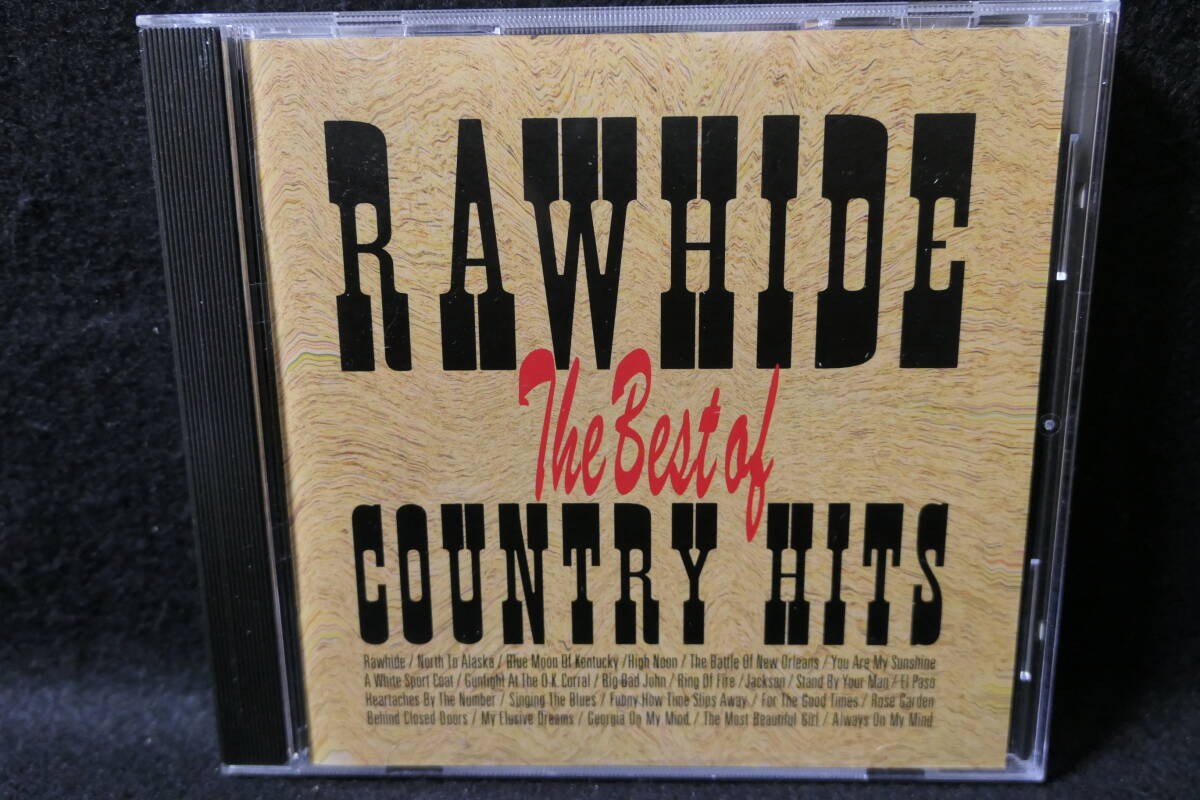 RAWHIDE
The Best of
COUNTRY HITS
Rawhide / North To Alaska / Blue Moon Of Kentucky / High Noon / The Battle Of New Orleans / You Are My Sunshine
A White Sport Coat / Gunfight At The O·K. Corral / Big Bad John / Ring Of Fire / Jackson / Stand By Your Man / El Paso
Heartaches By The Number / Singing The Blues / Funny How Time Slips Away / For The Good Times / Rose Garden
Behind Closed Doors / My Elusive Dreams / Georgia On My Mind / The Most Beautiful Girl / Always On My Mind